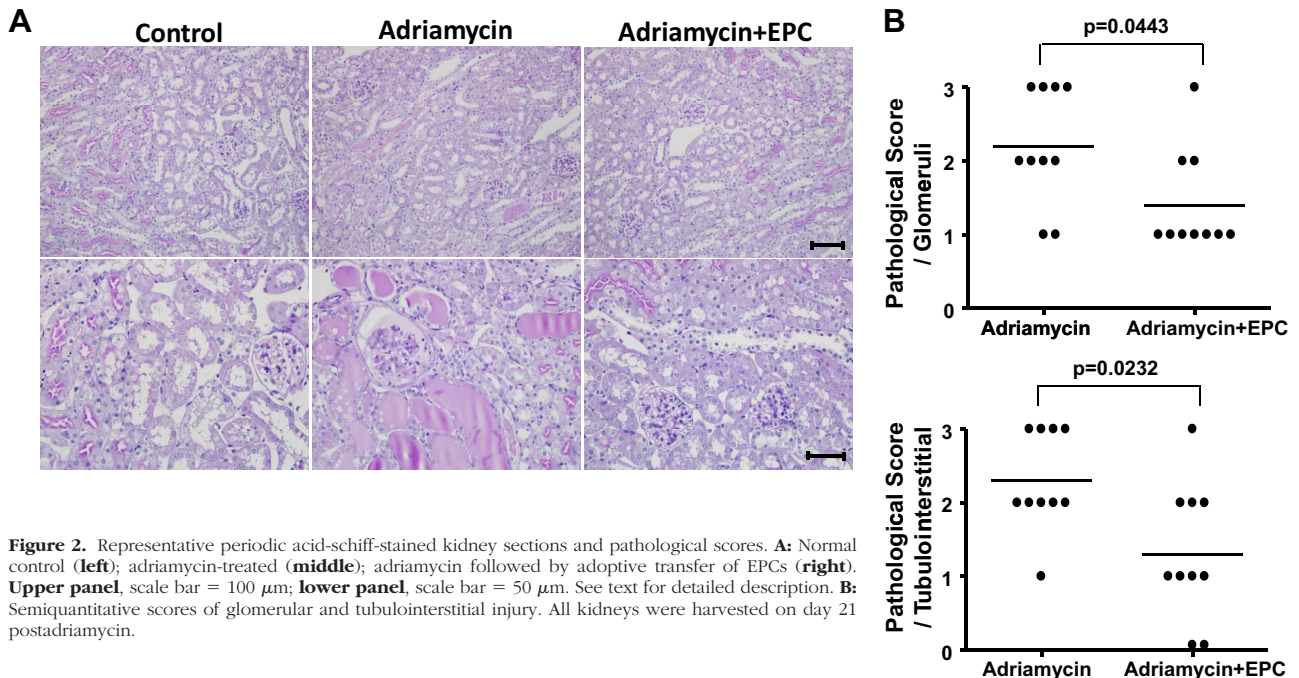 A
Control
Adriamycin
Adriamycin+EPC
Figure 2. Representative periodic acid-schiff-stained kidney sections and pathological scores. A: Normal
control (left); adriamycin-treated (middle); adriamycin followed by adoptive transfer of EPCs (right).
Upper panel, scale bar = 100 μm; lower panel, scale bar = 50 μm. See text for detailed description. B:
Semiquantitative scores of glomerular and tubulointerstitial injury. All kidneys were harvested on day 21
postadriamycin.
B
p=0.0443
Pathological Score
/ Glomeruli
3
2
1
0
Adriamycin
Adriamycin+EPC
p=0.0232
Pathological Score
/ Tubulointerstitial
3
2
1
0
Adriamycin
Adriamycin+EPC